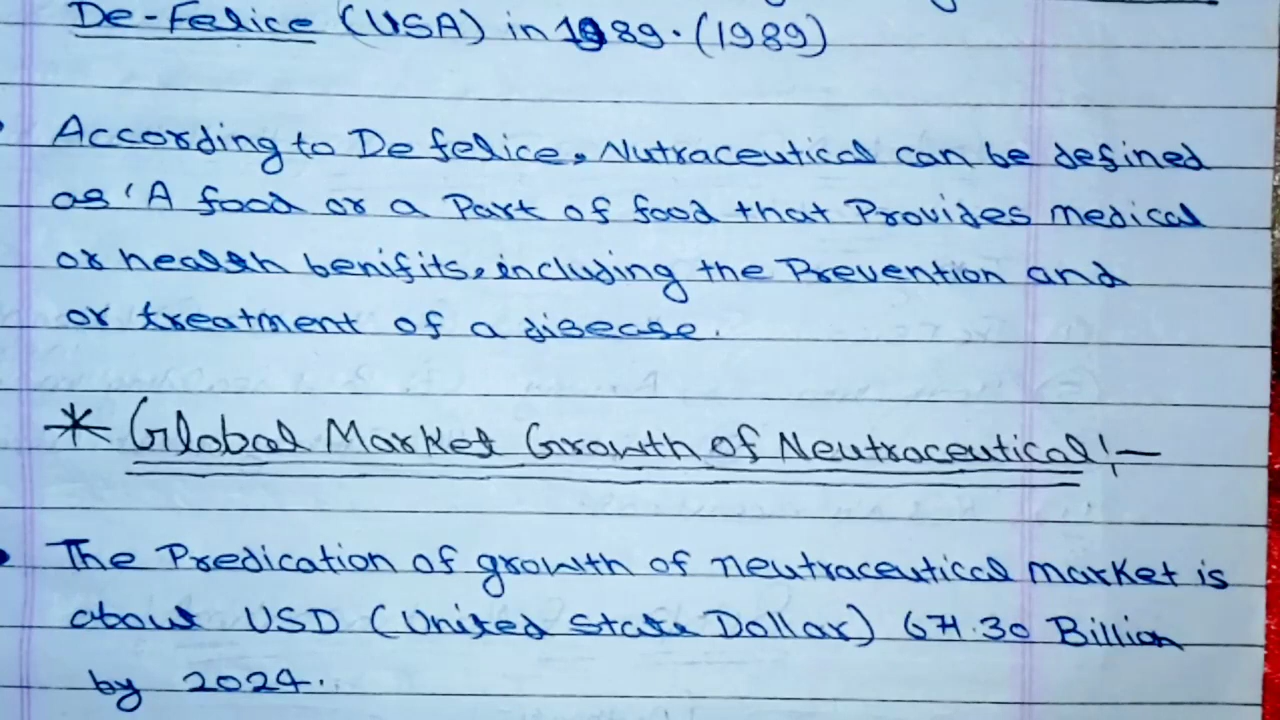 De-Felice (USA) in 1989. (1989)
According to De felice, Nutraceutical can be defined
as 'A food or a Part of food that Provides medical
or health benifits, including the Prevention and
or treatment of a disease.
* Global Market Growth of Neutraceutical :-
The Predication of growth of neutraceutical market is
about USD (United State Dollar) 671.30 Billion
by 2024.